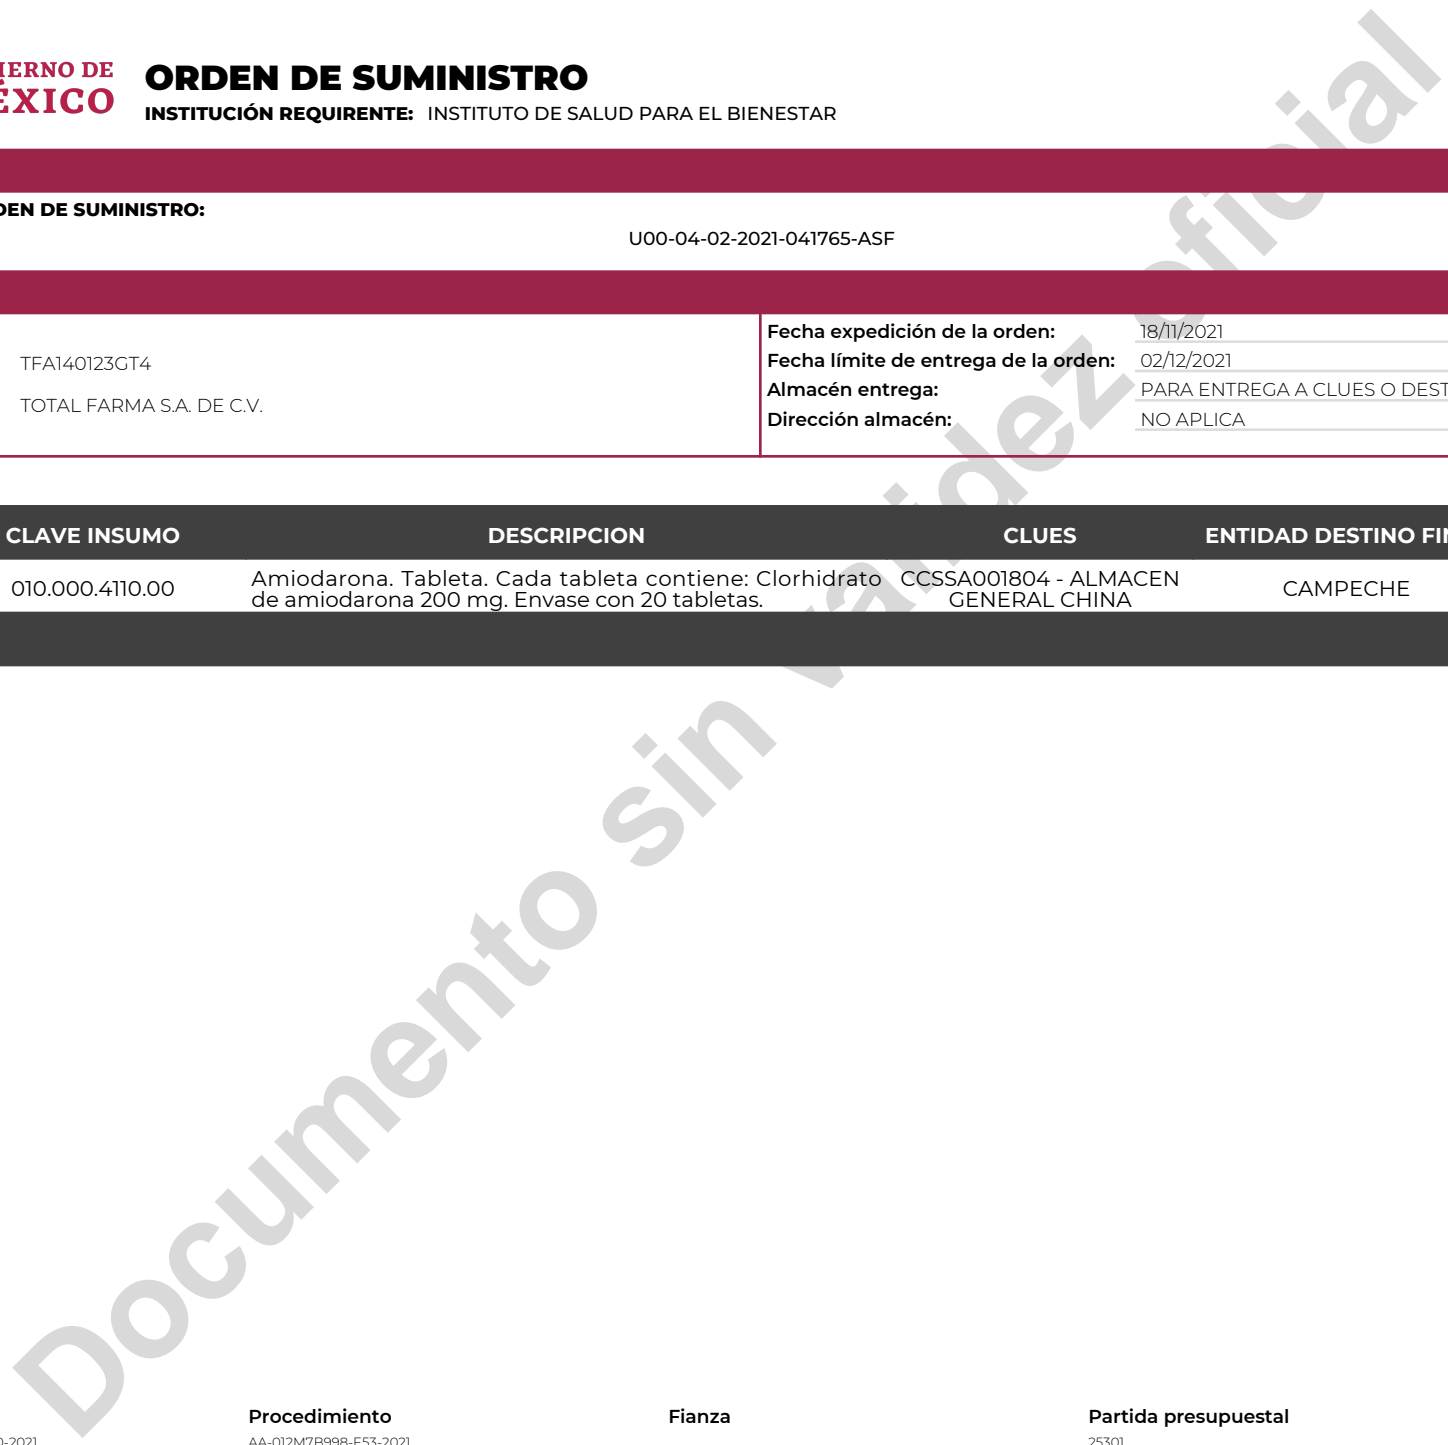 IERNO DE
ÉXICO
ORDEN DE SUMINISTRO
INSTITUCIÓN REQUIRENTE: INSTITUTO DE SALUD PARA EL BIENESTAR
DEN DE SUMINISTRO:
U00-04-02-2021-041765-ASF
TFA140123GT4
TOTAL FARMA S.A. DE C.V.
Fecha expedición de la orden: 18/11/2021
Fecha límite de entrega de la orden: 02/12/2021
Almacén entrega: PARA ENTREGA A CLUES O DEST
Dirección almacén: NO APLICA
CLAVE INSUMO DESCRIPCION CLUES ENTIDAD DESTINO FIN
010.000.4110.00 Amiodarona. Tableta. Cada tableta contiene: Clorhidrato CCSSA001804 - ALMACEN CAMPECHE
de amiodarona 200 mg. Envase con 20 tabletas. GENERAL CHINA
Documento sin validez oficial
Procedimiento Fianza Partida presupuestal
0-2021 AA-012M7B998-E53-2021 25301